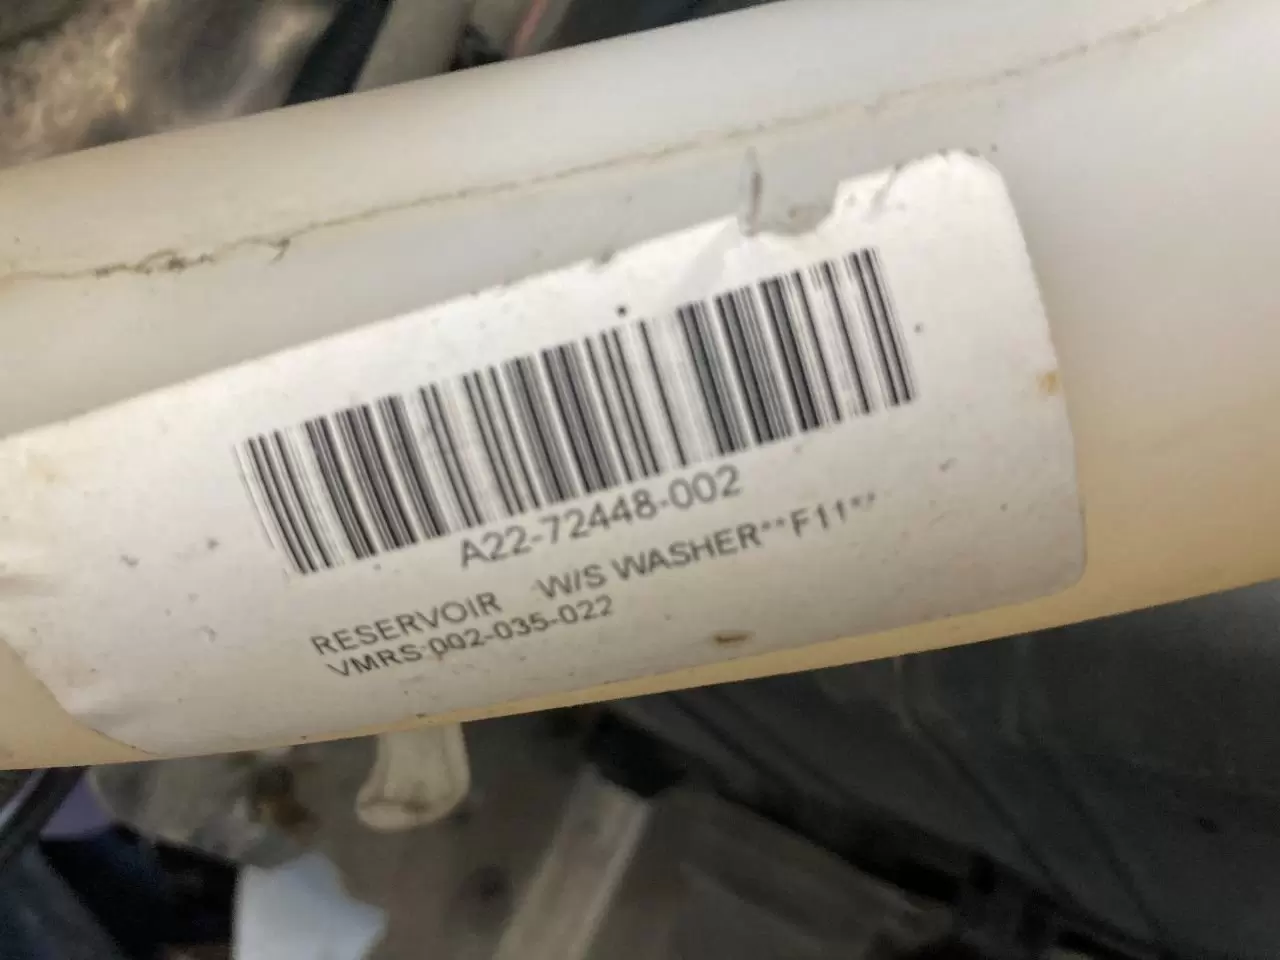 A22-72448-002
RESERVOIR W/S WASHER**F11**
VMRS 002-035-022